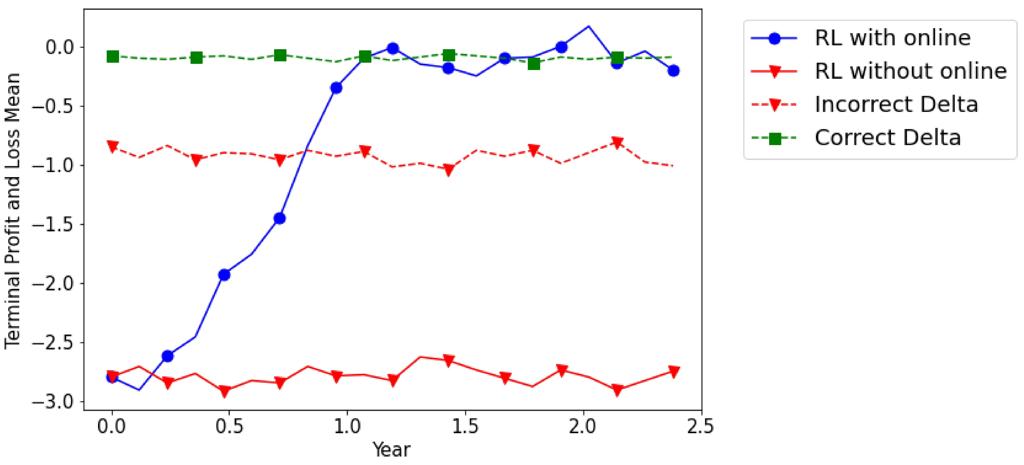 Terminal Profit and Loss Mean
0.0
−0.5
−1.0
−1.5
−2.0
−2.5
−3.0
0.0 0.5 1.0 1.5 2.0 2.5
Year
RL with online
RL without online
Incorrect Delta
Correct Delta